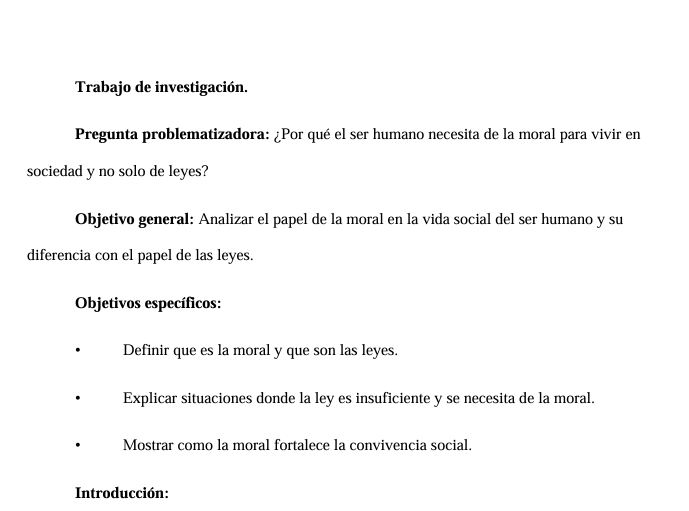 Trabajo de investigación.
Pregunta problematizadora: ¿Por qué el ser humano necesita de la moral para vivir en
sociedad y no solo de leyes?
Objetivo general: Analizar el papel de la moral en la vida social del ser humano y su
diferencia con el papel de las leyes.
Objetivos específicos:
• Definir que es la moral y que son las leyes.
• Explicar situaciones donde la ley es insuficiente y se necesita de la moral.
• Mostrar como la moral fortalece la convivencia social.
Introducción: